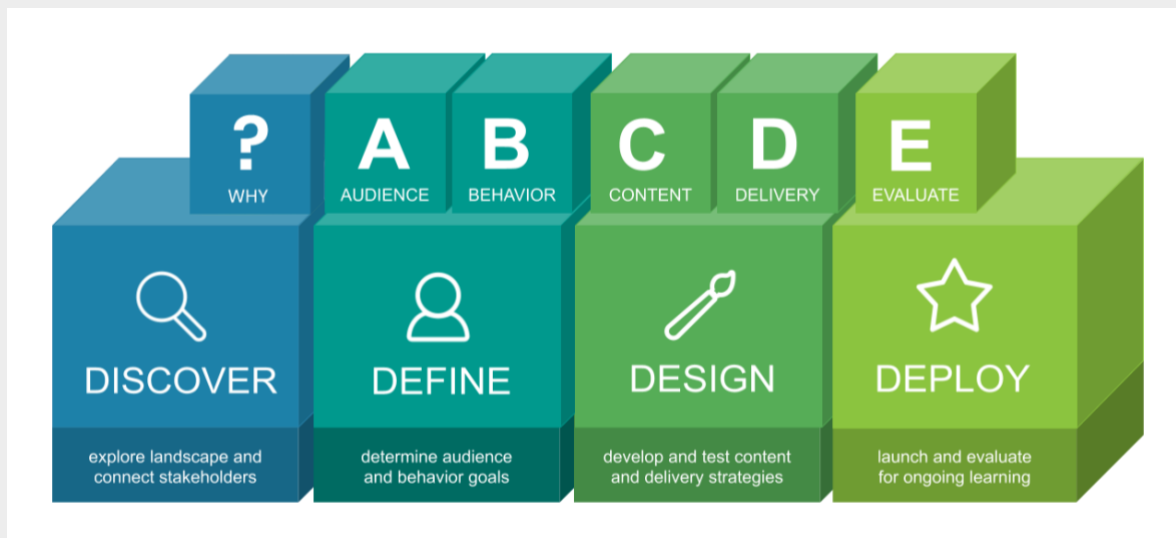 ?
WHY
A
AUDIENCE
B
BEHAVIOR
C
CONTENT
D
DELIVERY
E
EVALUATE
DISCOVER
explore landscape and
connect stakeholders
DEFINE
determine audience
and behavior goals
DESIGN
develop and test content
and delivery strategies
DEPLOY
launch and evaluate
for ongoing learning